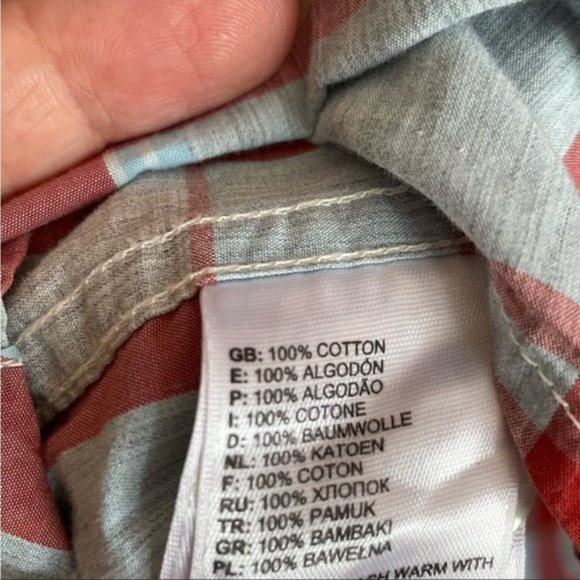 GB: 100% COTTON
E: 100% ALGODÓN
P: 100% ALGODÃO
I: 100% COTONE
D: 100% BAUMWOLLE
NL: 100% KATOEN
F: 100% COTON
RU: 100% ХЛОПОК
TR: 100% PAMUK
GR: 100% BAMBAKI
PL: 100% BAWEŁNA
WARM WITH